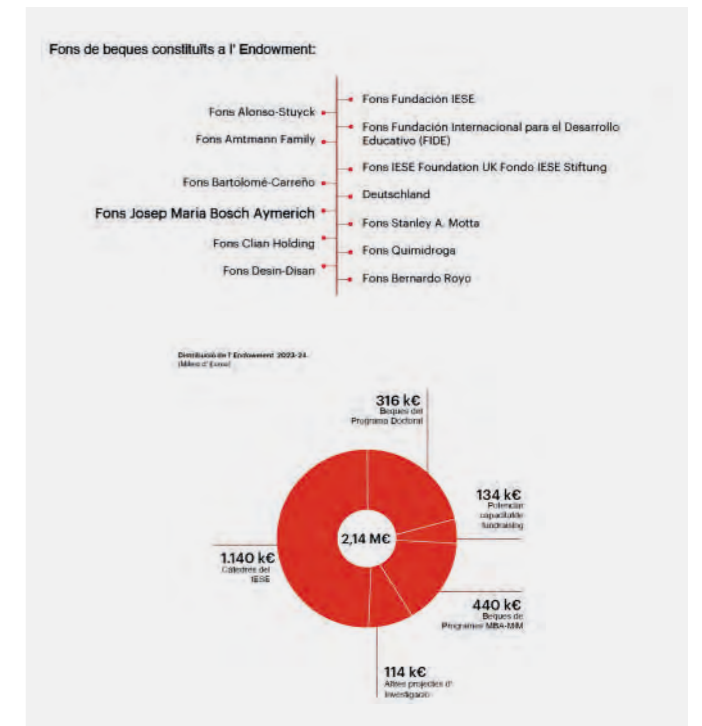 Fons de beques constituïts a l' Endowment:
Fons Alonso-Stuyck
Fons Amtmann Family
Fons Bartolomé-Carreño
Fons Josep Maria Bosch Aymerich
Fons Clian Holding
Fons Desin-Disan
Fons Fundación IESE
Fons Fundación Internacional para el Desarrollo
Educativo (FIDE)
Fons IESE Foundation UK Fondo IESE Stiftung
Deutschland
Fons Stanley A. Motta
Fons Quimidroga
Fons Bernardo Royo
Distribució de l' Endowment 2023-24
(Milers d' Euros)
316 k€
Beques del
Programa Doctoral
134 k€
Potenciar
capacitat de
fundraising
2,14 M€
1.140 k€
Càtedres del
IESE
440 k€
Beques de
Programes MBA-MiM
114 k€
Altres projectes d'
investigació